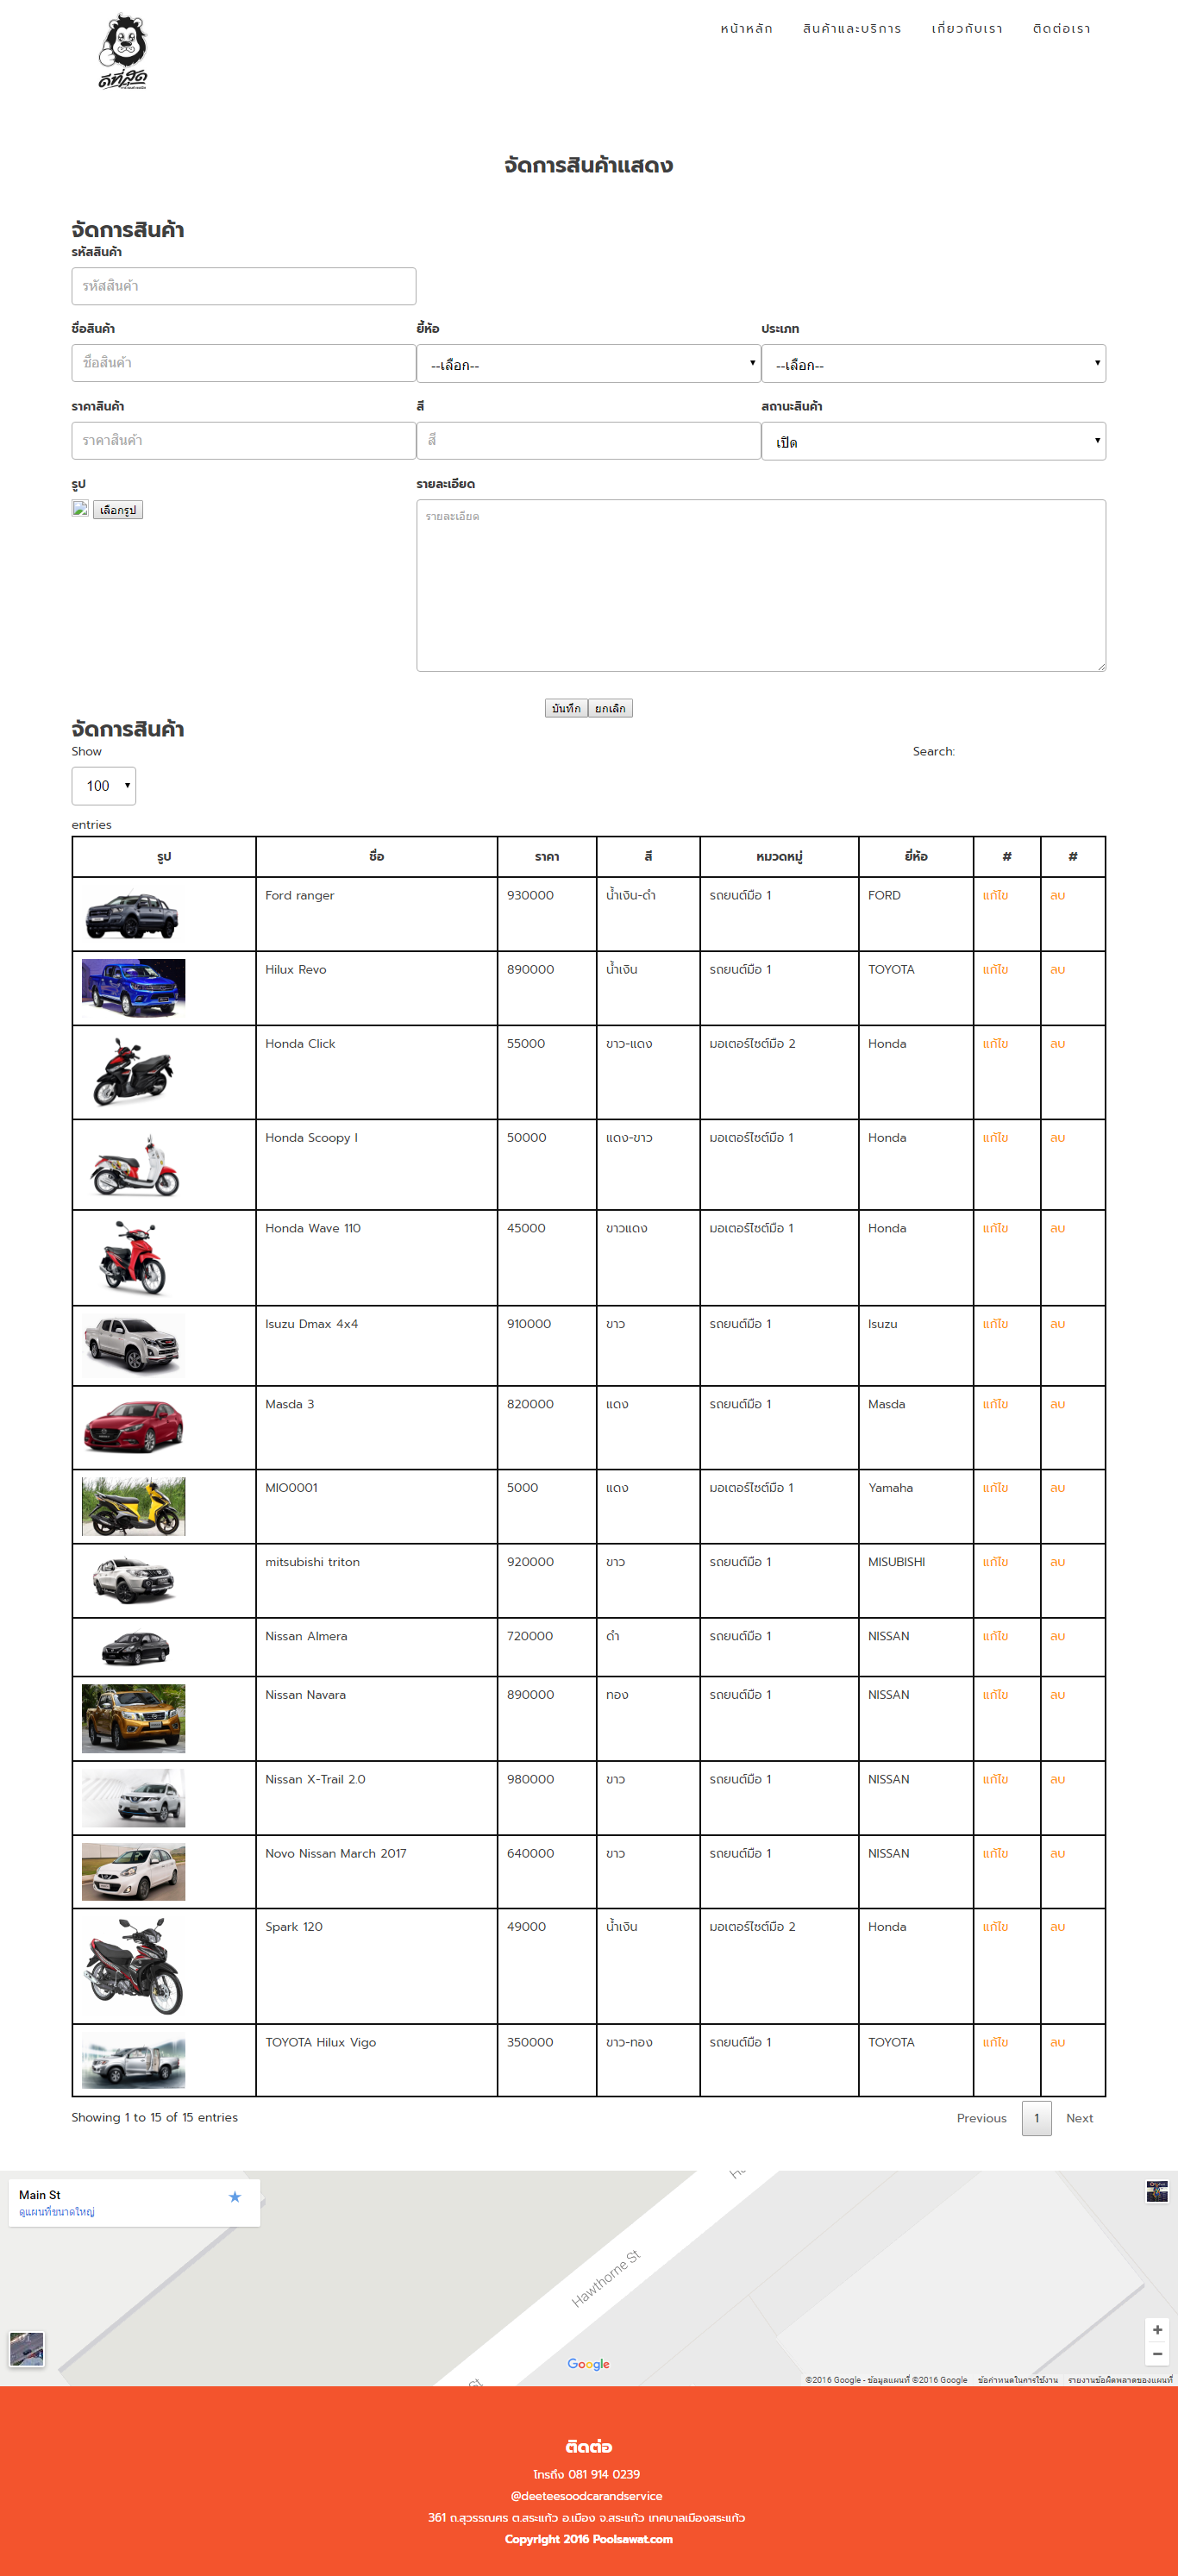 ดีที่สุด
หน้าหลัก สินค้าและบริการ เกี่ยวกับเรา ติดต่อเรา
จัดการสินค้าแสดง
จัดการสินค้า
รหัสสินค้า
รหัสสินค้า
ชื่อสินค้า ยี้ห้อ ประเภท
ชื่อสินค้า --เลือก-- --เลือก--
ราคาสินค้า สี สถานะสินค้า
ราคาสินค้า สี เปิด
รูป รายละเอียด
เลือกรูป รายละเอียด
บันทึก ยกเลิก
จัดการสินค้า
Show Search:
100
entries
รูป ชื่อ ราคา สี หมวดหมู่ ยี่ห้อ # #
Ford ranger 930000 น้ำเงิน-ดำ รถยนต์มือ 1 FORD แก้ไข ลบ
Hilux Revo 890000 น้ำเงิน รถยนต์มือ 1 TOYOTA แก้ไข ลบ
Honda Click 55000 ขาว-แดง มอเตอร์ไซต์มือ 2 Honda แก้ไข ลบ
Honda Scoopy I 50000 แดง-ขาว มอเตอร์ไซต์มือ 1 Honda แก้ไข ลบ
Honda Wave 110 45000 ขาวแดง มอเตอร์ไซต์มือ 1 Honda แก้ไข ลบ
Isuzu Dmax 4x4 910000 ขาว รถยนต์มือ 1 Isuzu แก้ไข ลบ
Masda 3 820000 แดง รถยนต์มือ 1 Masda แก้ไข ลบ
MIO0001 5000 แดง มอเตอร์ไซต์มือ 1 Yamaha แก้ไข ลบ
mitsubishi triton 920000 ขาว รถยนต์มือ 1 MISUBISHI แก้ไข ลบ
Nissan Almera 720000 ดำ รถยนต์มือ 1 NISSAN แก้ไข ลบ
Nissan Navara 890000 ทอง รถยนต์มือ 1 NISSAN แก้ไข ลบ
Nissan X-Trail 2.0 980000 ขาว รถยนต์มือ 1 NISSAN แก้ไข ลบ
Novo Nissan March 2017 640000 ขาว รถยนต์มือ 1 NISSAN แก้ไข ลบ
Spark 120 49000 น้ำเงิน มอเตอร์ไซต์มือ 2 Honda แก้ไข ลบ
TOYOTA Hilux Vigo 350000 ขาว-ทอง รถยนต์มือ 1 TOYOTA แก้ไข ลบ
Showing 1 to 15 of 15 entries Previous 1 Next
Main St
ดูแผนที่ขนาดใหญ่
Hawthorne St
Google
©2016 Google - ข้อมูลแผนที่ ©2016 Google ข้อกำหนดในการใช้งาน รายงานข้อผิดพลาดของแผนที่
ติดต่อ
โทรถึง 081 914 0239
@deeteesoodcarandservice
361 ถ.สุวรรณศร ต.สระแก้ว อ.เมือง จ.สระแก้ว เทศบาลเมืองสระแก้ว
Copyright 2016 Poolsawat.com